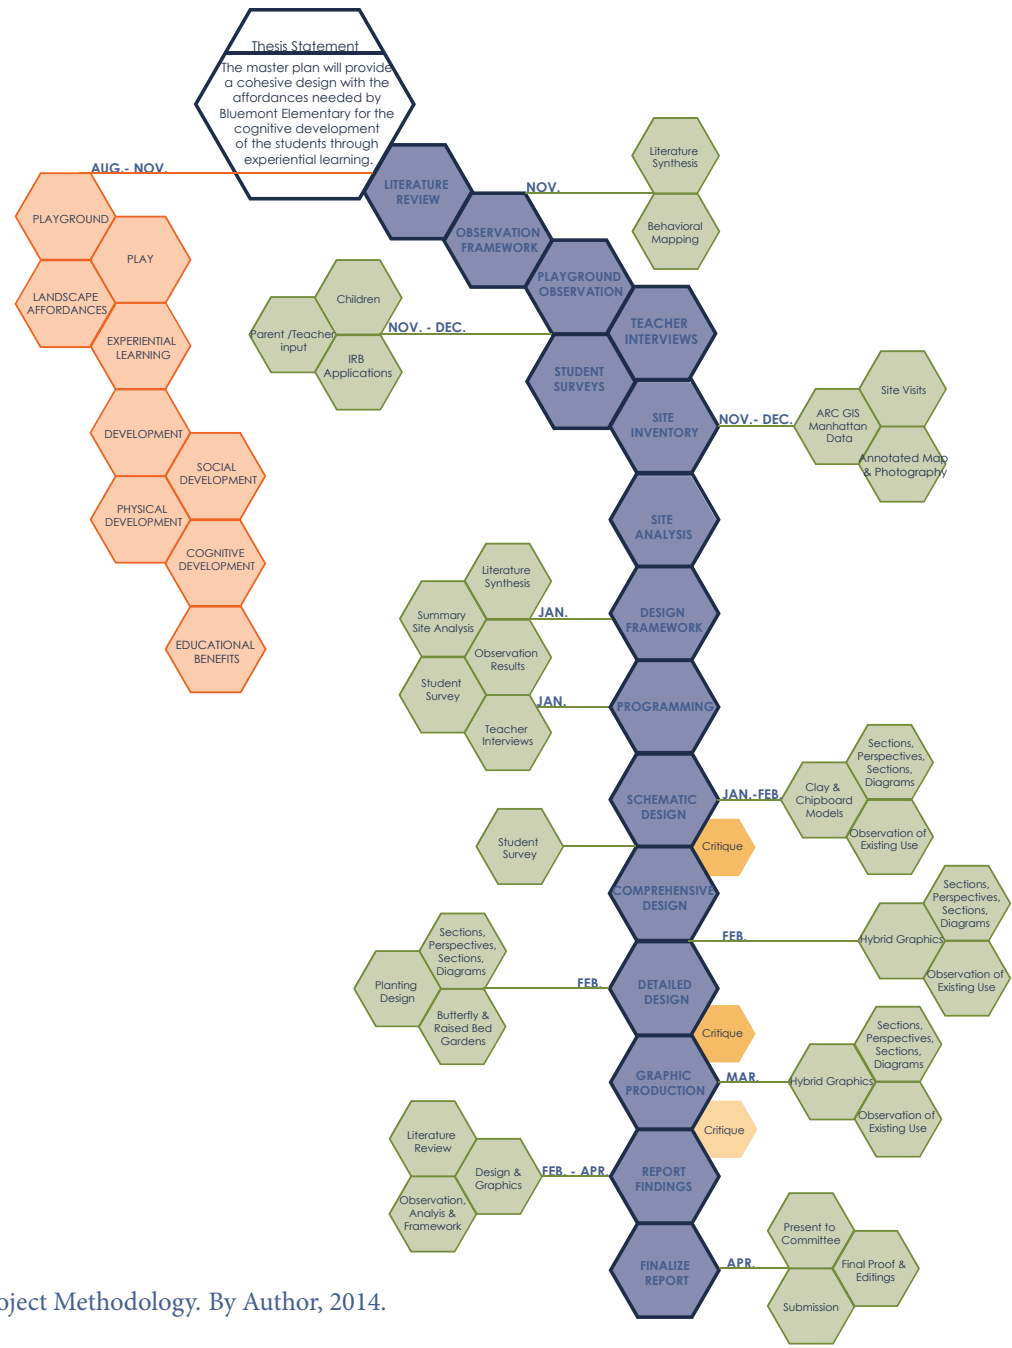 Thesis Statement
The master plan will provide
a cohesive design with the
affordances needed by
Bluemont Elementary for the
cognitive development
of the students through
experiential learning.
AUG.- NOV.
LITERATURE
REVIEW
PLAYGROUND
PLAY
LANDSCAPE
AFFORDANCES
EXPERIENTIAL
LEARNING
DEVELOPMENT
SOCIAL
DEVELOPMENT
PHYSICAL
DEVELOPMENT
COGNITIVE
DEVELOPMENT
EDUCATIONAL
BENEFITS
OBSERVATION
FRAMEWORK
NOV.
Literature
Synthesis
Behavioral
Mapping
PLAYGROUND
OBSERVATION
TEACHER
INTERVIEWS
STUDENT
SURVEYS
NOV. - DEC.
Children
Parent /Teacher
input
IRB
Applications
SITE
INVENTORY
NOV.- DEC.
ARC GIS
Manhattan
Data
Site Visits
Annotated Map
& Photography
SITE
ANALYSIS
DESIGN
FRAMEWORK
JAN.
Literature
Synthesis
Summary
Site Analysis
Observation
Results
Student
Survey
Teacher
Interviews
JAN.
PROGRAMMING
SCHEMATIC
DESIGN
JAN.-FEB.
Clay &
Chipboard
Models
Sections,
Perspectives,
Sections,
Diagrams
Observation of
Existing Use
Critique
Student
Survey
COMPREHENSIVE
DESIGN
FEB.
Hybrid Graphics
Sections,
Perspectives,
Sections,
Diagrams
Observation of
Existing Use
DETAILED
DESIGN
FEB.
Sections,
Perspectives,
Sections,
Diagrams
Planting
Design
Butterfly &
Raised Bed
Gardens
Critique
GRAPHIC
PRODUCTION
MAR.
Hybrid Graphics
Sections,
Perspectives,
Sections,
Diagrams
Observation of
Existing Use
Critique
REPORT
FINDINGS
FEB. - APR.
Literature
Review
Design &
Graphics
Observation,
Analyis &
Framework
FINALIZE
REPORT
APR.
Present to
Committee
Final Proof &
Editings
Submission
oject Methodology. By Author, 2014.